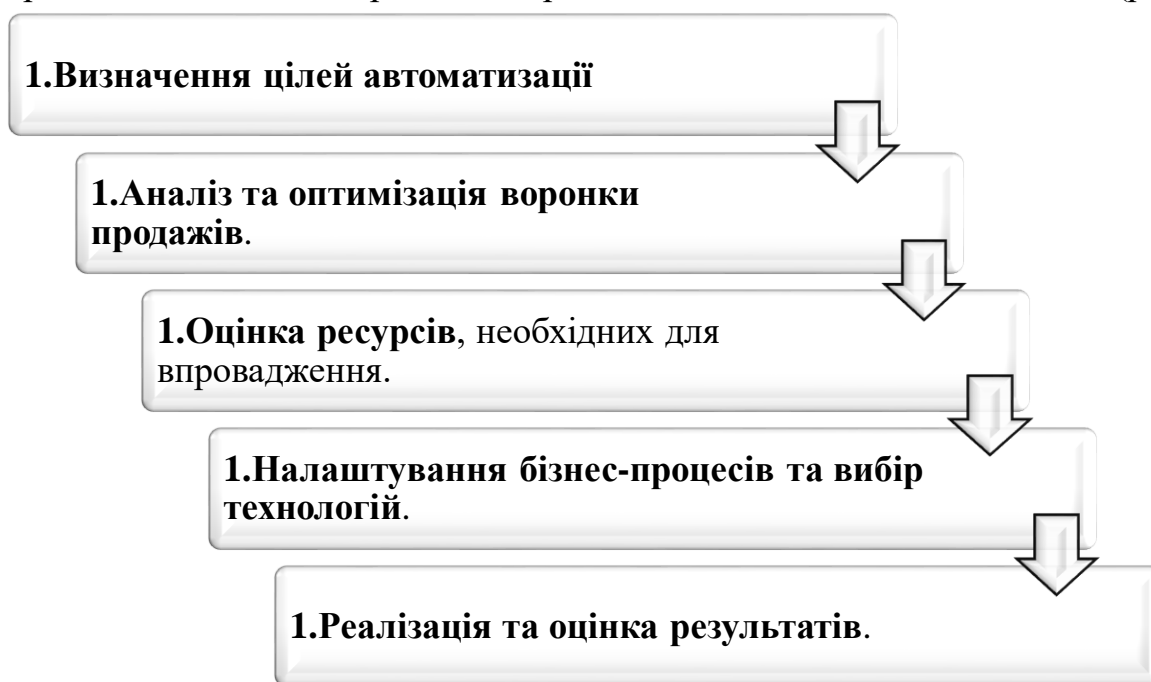 1.Визначення цілей автоматизації
1.Аналіз та оптимізація воронки
продажів.
1.Оцінка ресурсів, необхідних для
впровадження.
1.Налаштування бізнес-процесів та вибір
технологій.
1.Реалізація та оцінка результатів.